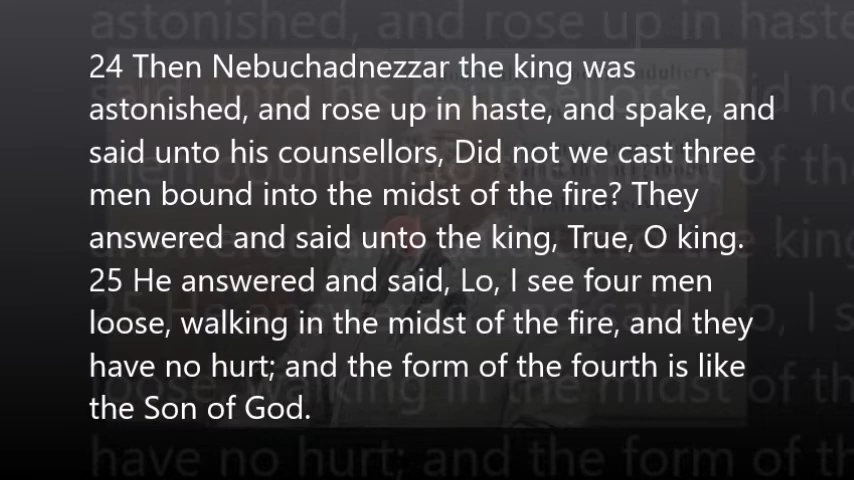 24 Then Nebuchadnezzar the king was
astonished, and rose up in haste, and spake, and
said unto his counsellors, Did not we cast three
men bound into the midst of the fire? They
answered and said unto the king, True, O king.
25 He answered and said, Lo, I see four men
loose, walking in the midst of the fire, and they
have no hurt; and the form of the fourth is like
the Son of God.